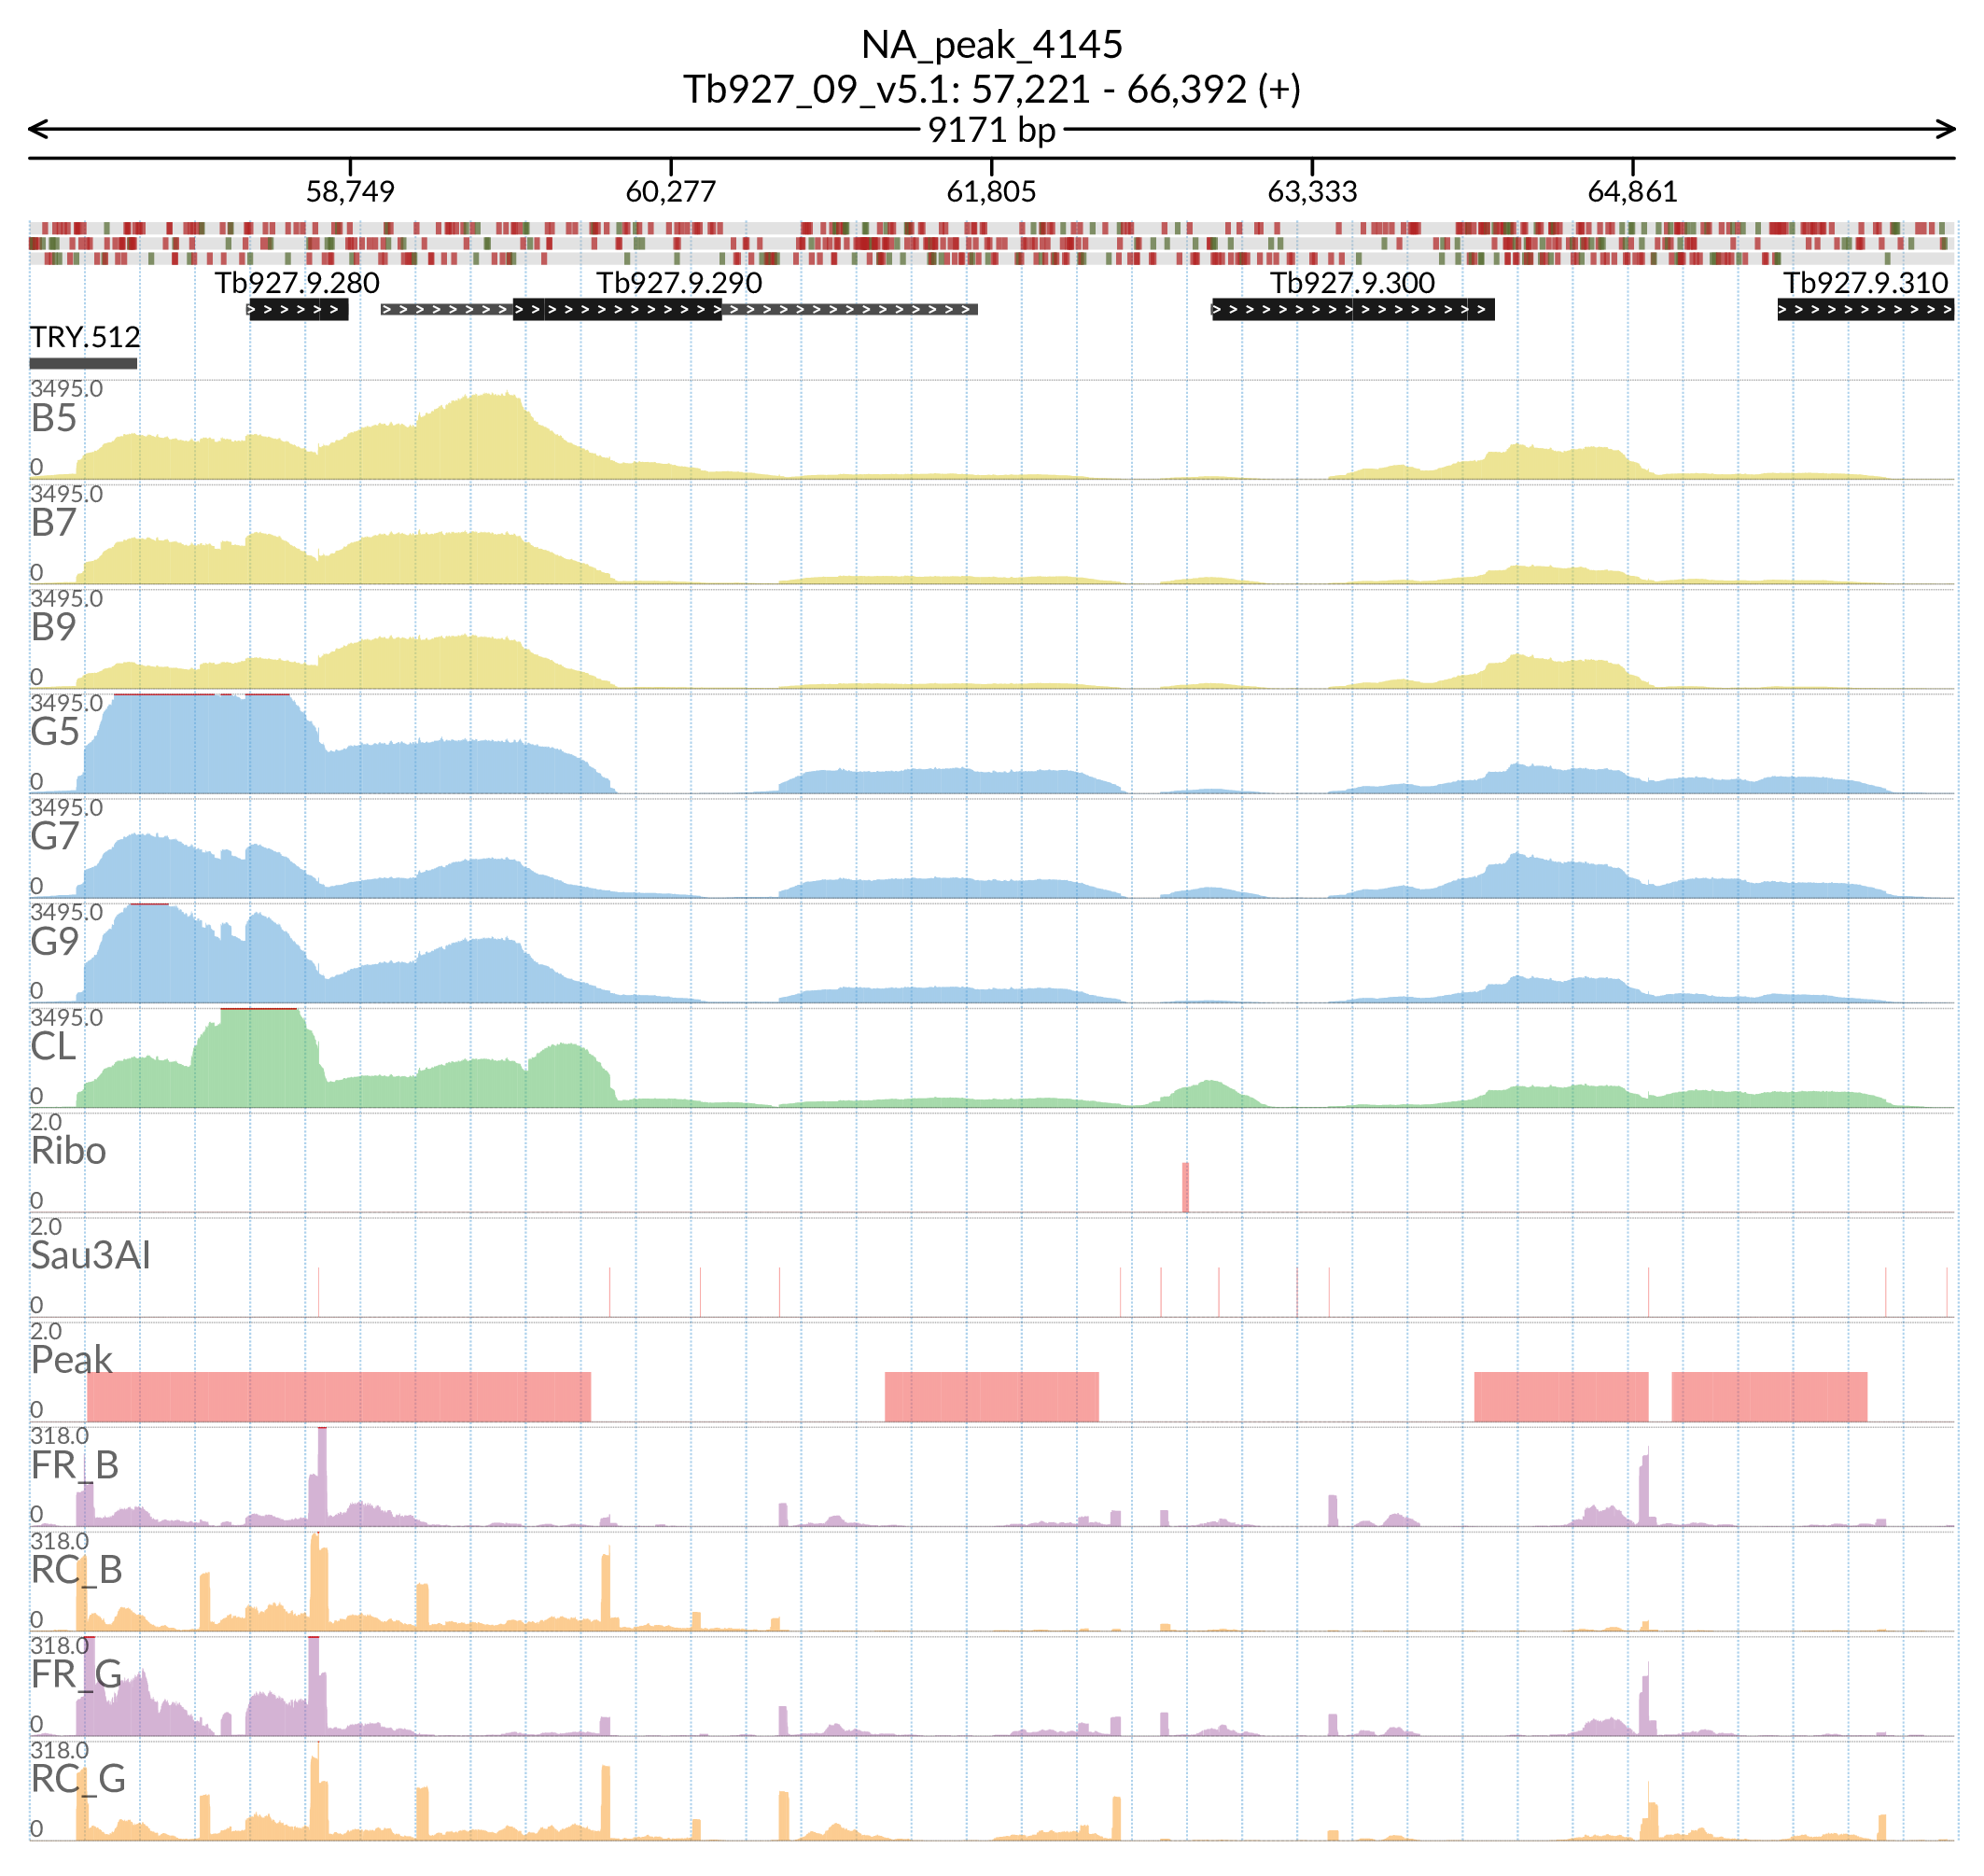 NA_peak_4145
Tb927_09_v5.1: 57,221 - 66,392 (+)
9171 bp
58,749 60,277 61,805 63,333 64,861
Tb927.9.280 Tb927.9.290 Tb927.9.300 Tb927.9.310
TRY.512
3495.0
B5
0
3495.0
B7
0
3495.0
B9
0
3495.0
G5
0
3495.0
G7
0
3495.0
G9
0
3495.0
CL
0
2.0
Ribo
0
2.0
Sau3AI
0
2.0
Peak
0
318.0
FR_B
0
318.0
RC_B
0
318.0
FR_G
0
318.0
RC_G
0